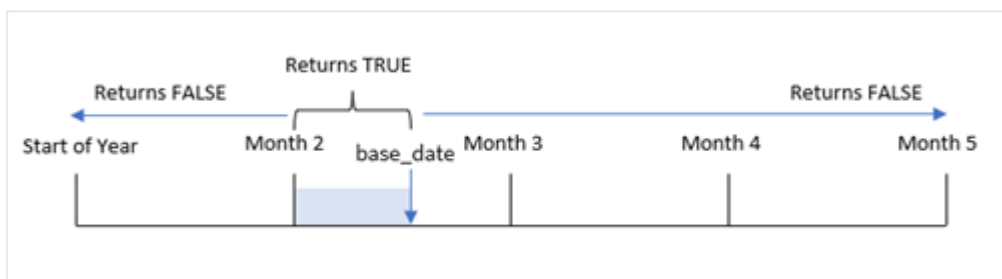 Returns TRUE
Returns FALSE
Returns FALSE
Start of Year
Month 2
base_date
Month 3
Month 4
Month 5